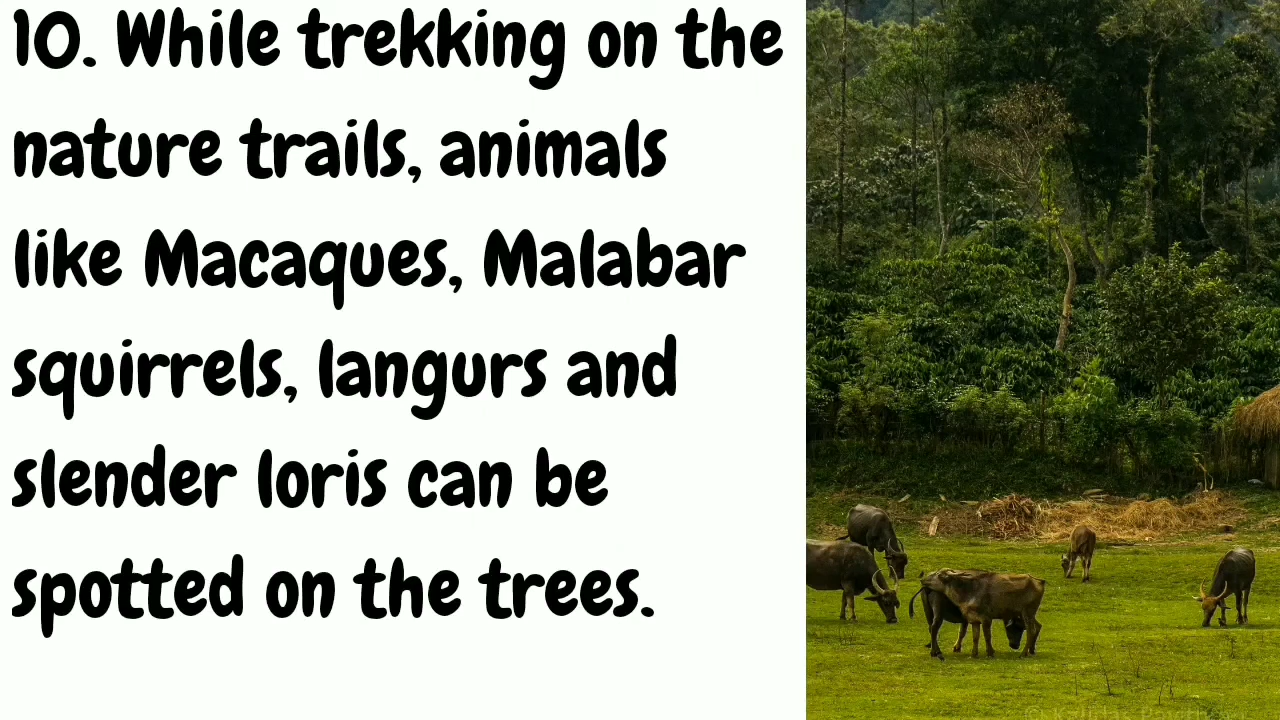 10. While trekking on the
nature trails, animals
like Macaques, Malabar
squirrels, langurs and
slender loris can be
spotted on the trees.